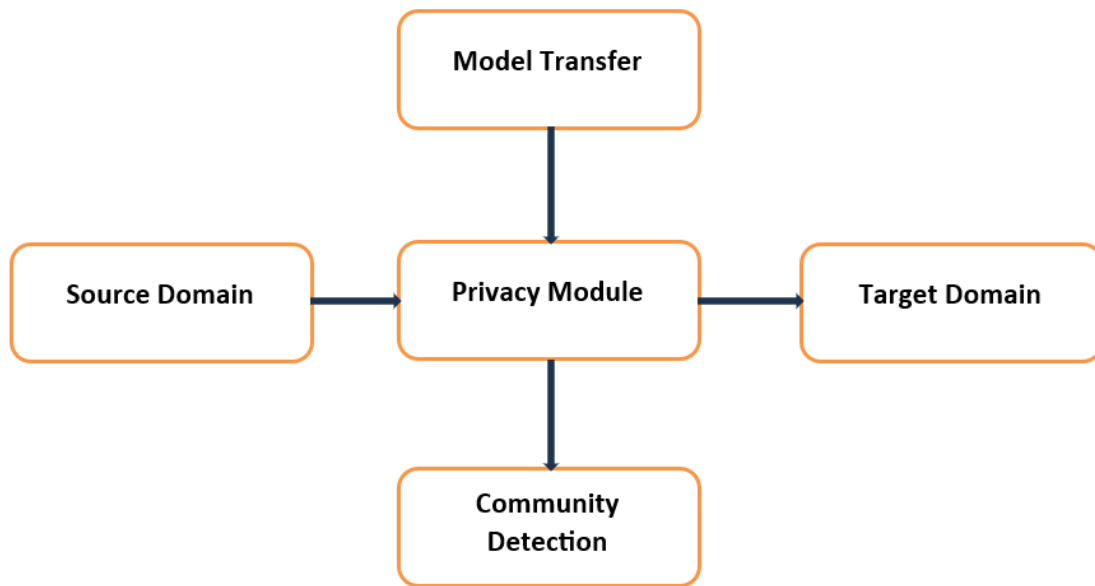 Model Transfer
Source Domain
Privacy Module
Target Domain
Community
Detection